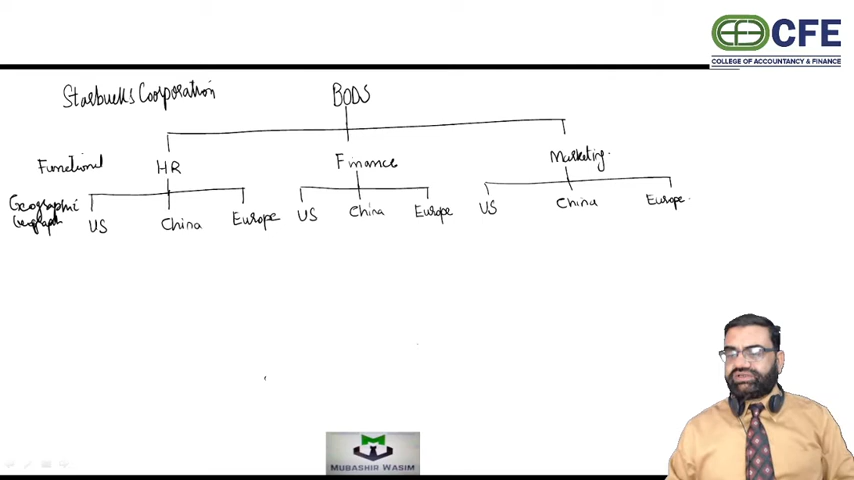 CFE
COLLEGE OF ACCOUNTANCY & FINANCE
Starbucks Coorporation
BODS
Functional HR Finance Marketing.
Geographic
US China Europe US China Europe US China Europe
MUBASHIR WASIM